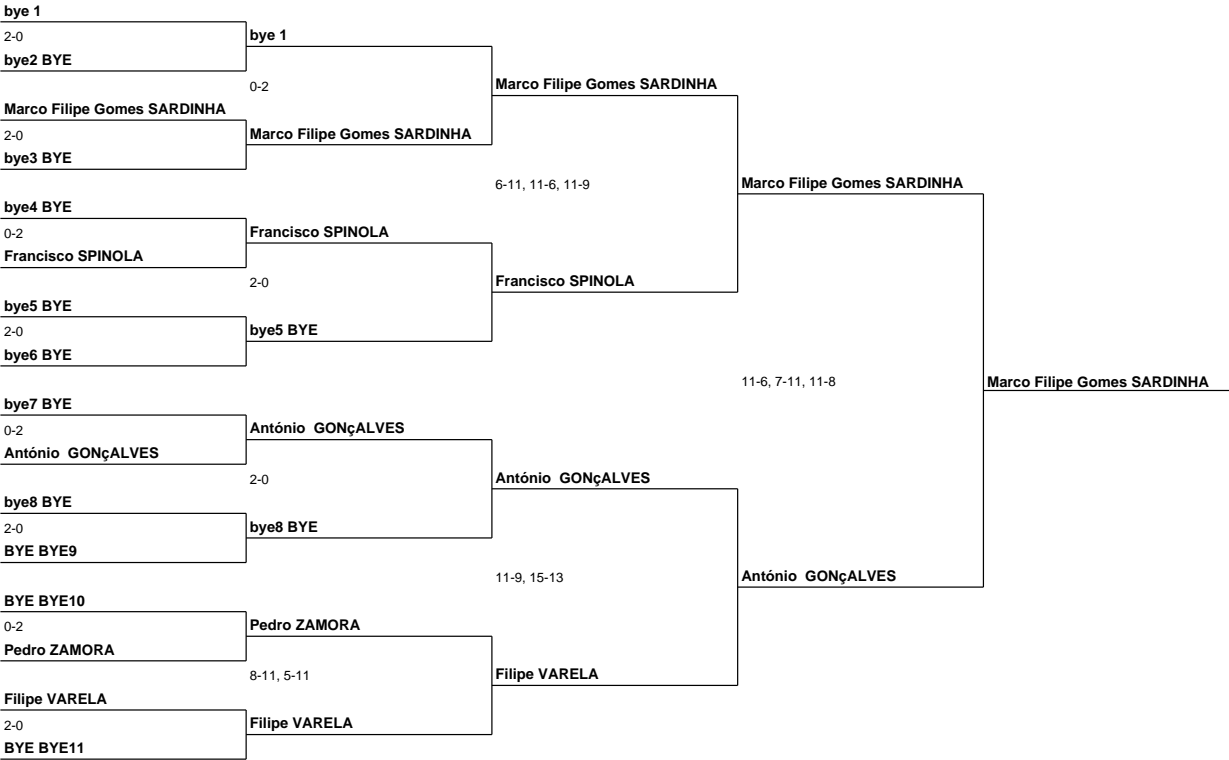 bye 1
2-0
bye2 BYE
bye 1
0-2
Marco Filipe Gomes SARDINHA
Marco Filipe Gomes SARDINHA
2-0
bye3 BYE
Marco Filipe Gomes SARDINHA
6-11, 11-6, 11-9
Marco Filipe Gomes SARDINHA
bye4 BYE
0-2
Francisco SPINOLA
Francisco SPINOLA
2-0
Francisco SPINOLA
bye5 BYE
2-0
bye6 BYE
bye5 BYE
11-6, 7-11, 11-8
Marco Filipe Gomes SARDINHA
bye7 BYE
0-2
António  GONçALVES
António  GONçALVES
2-0
António  GONçALVES
bye8 BYE
2-0
BYE BYE9
bye8 BYE
11-9, 15-13
António  GONçALVES
BYE BYE10
0-2
Pedro ZAMORA
Pedro ZAMORA
8-11, 5-11
Filipe VARELA
Filipe VARELA
2-0
BYE BYE11
Filipe VARELA